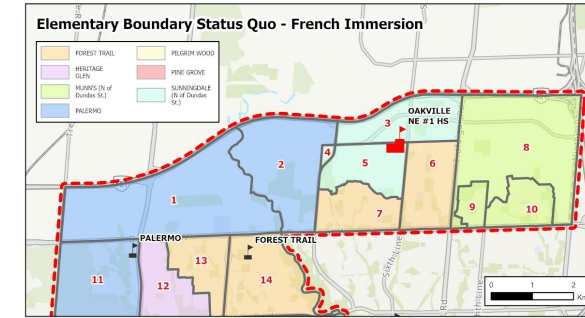 Elementary Boundary Status Quo - French Immersion
FOREST TRAIL
HERITAGE
GLEN
MUNN'S (N of
Dundas St.)
PALERMO
PILGRIM WOOD
PINE GROVE
SUNNINGDALE
(N of Dundas
St.)
OAKVILLE
NE #1 HS
3
8
2
4
5
6
1
7
9
10
PALERMO
FOREST TRAIL
Sixth Line
11
12
13
14
0 1 2